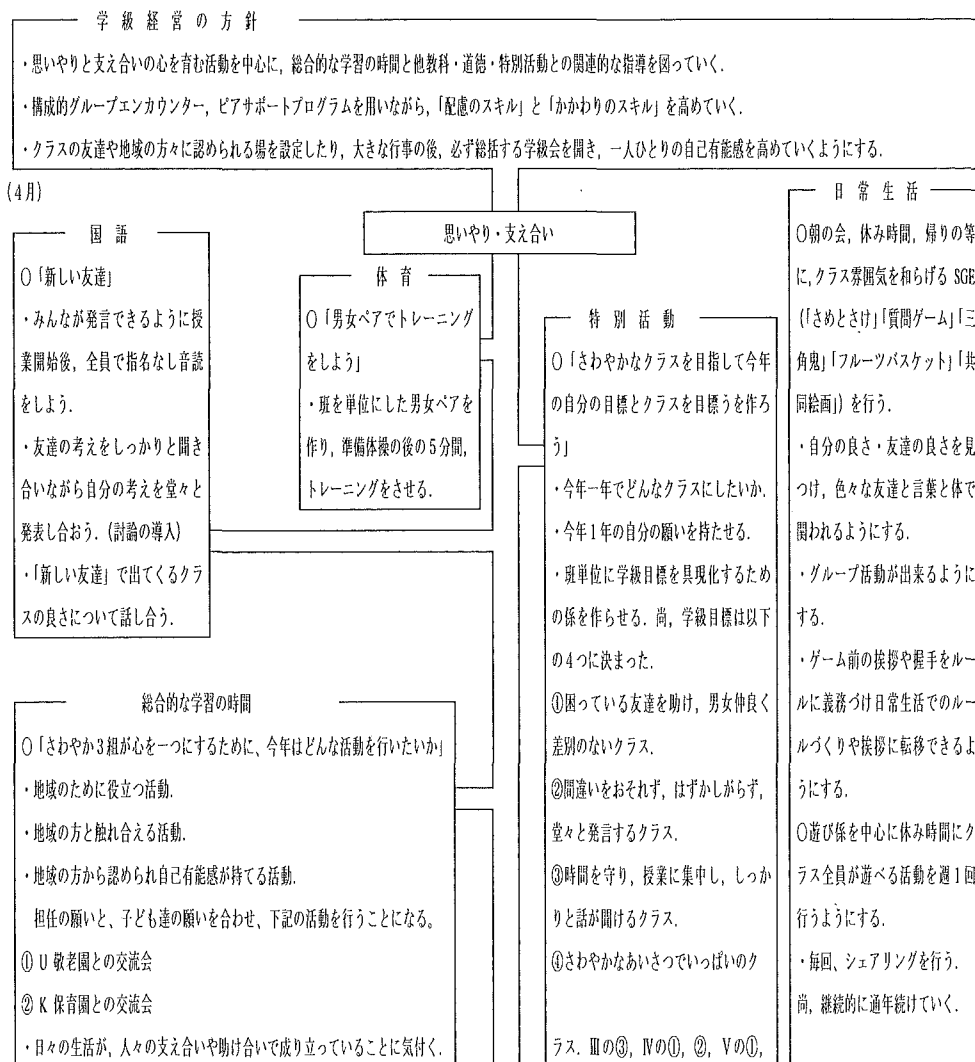 学級経営の方針
・思いやりと支え合いの心を育む活動を中心に，総合的な学習の時間と他教科・道徳・特別活動との関連的な指導を図っていく．
・構成的グループエンカウンター，ピアサポートプログラムを用いながら，「配慮のスキル」と「かかわりのスキル」を高めていく．
・クラスの友達や地域の方々に認められる場を設定したり，大きな行事の後，必ず総括する学級会を開き，一人ひとりの自己有能感を高めていくようにする．
(4月)
思いやり・支え合い
国語
○「新しい友達」
・みんなが発言できるように授
業開始後，全員で指名なし音読
をしよう．
・友達の考えをしっかりと聞き
合いながら自分の考えを堂々と
発表し合おう．(討論の導入)
・「新しい友達」で出てくるクラ
スの良さについて話し合う．
体育
○「男女ペアでトレーニング
をしよう」
・班を単位にした男女ペアを
作り，準備体操の後の5分間，
トレーニングをさせる．
総合的な学習の時間
○「さわやか3組が心を一つにするために、今年はどんな活動を行いたいか」
・地域のために役立つ活動．
・地域の方と触れ合える活動．
・地域の方から認められ自己有能感が持てる活動．
担任の願いと、子ども達の願いを合わせ、下記の活動を行うことになる。
①U敬老園との交流会
②K保育園との交流会
・日々の生活が，人々の支え合いや助け合いで成り立っていることに気付く．
特別活動
○「さわやかなクラスを目指して今年
の自分の目標とクラスを目標うを作ろ
う」
・今年一年でどんなクラスにしたいか．
・今年1年の自分の願いを持たせる．
・班単位に学級目標を具現化するため
の係を作らせる．尚，学級目標は以下
の4つに決まった．
①困っている友達を助け，男女仲良く
差別のないクラス．
②間違いをおそれず，はずかしがらず，
堂々と発言するクラス．
③時間を守り，授業に集中し，しっか
りと話が聞けるクラス．
④さわやかなあいさつでいっぱいのク
ラス．Ⅲの③，Ⅳの①，②，Ⅴの①，
日常生活
○朝の会，休み時間，帰りの等
に，クラス雰囲気を和らげるSGE
(「さめとさけ」「質問ゲーム」「三
角鬼」「フルーツバスケット」「共
同絵画」)を行う．
・自分の良さ・友達の良さを見
つけ，色々な友達と言葉と体で
関われるようにする．
・グループ活動が出来るように
する．
・ゲーム前の挨拶や握手をルー
ルに義務づけ日常生活でのルー
ルづくりや挨拶に転移できるよ
うにする．
○遊び係を中心に休み時間にク
ラス全員が遊べる活動を週1回
行うようにする．
・毎回、シェアリングを行う．
尚，継続的に通年続けていく．